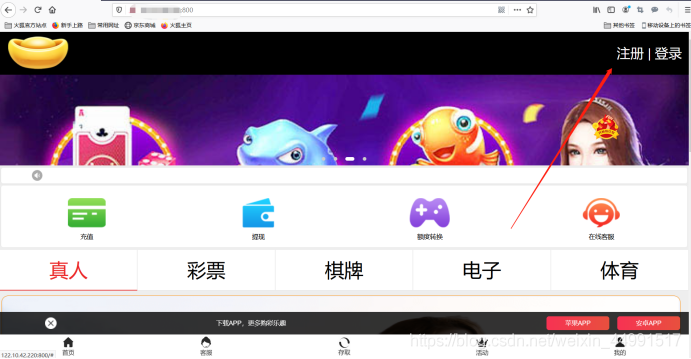 :800
火狐官方站点 新手上路 常用网址 京东商城 火狐主页 其他书签 移动设备上的书签
注册 | 登录
充值 提现 额度转换 在线客服
真人 彩票 棋牌 电子 体育
下载APP，更多购彩乐趣 苹果APP 安卓APP
首页 客服 存取 活动 我的
122.10.42.220:800/#
https://blog.csdn.net/weixin_44991517